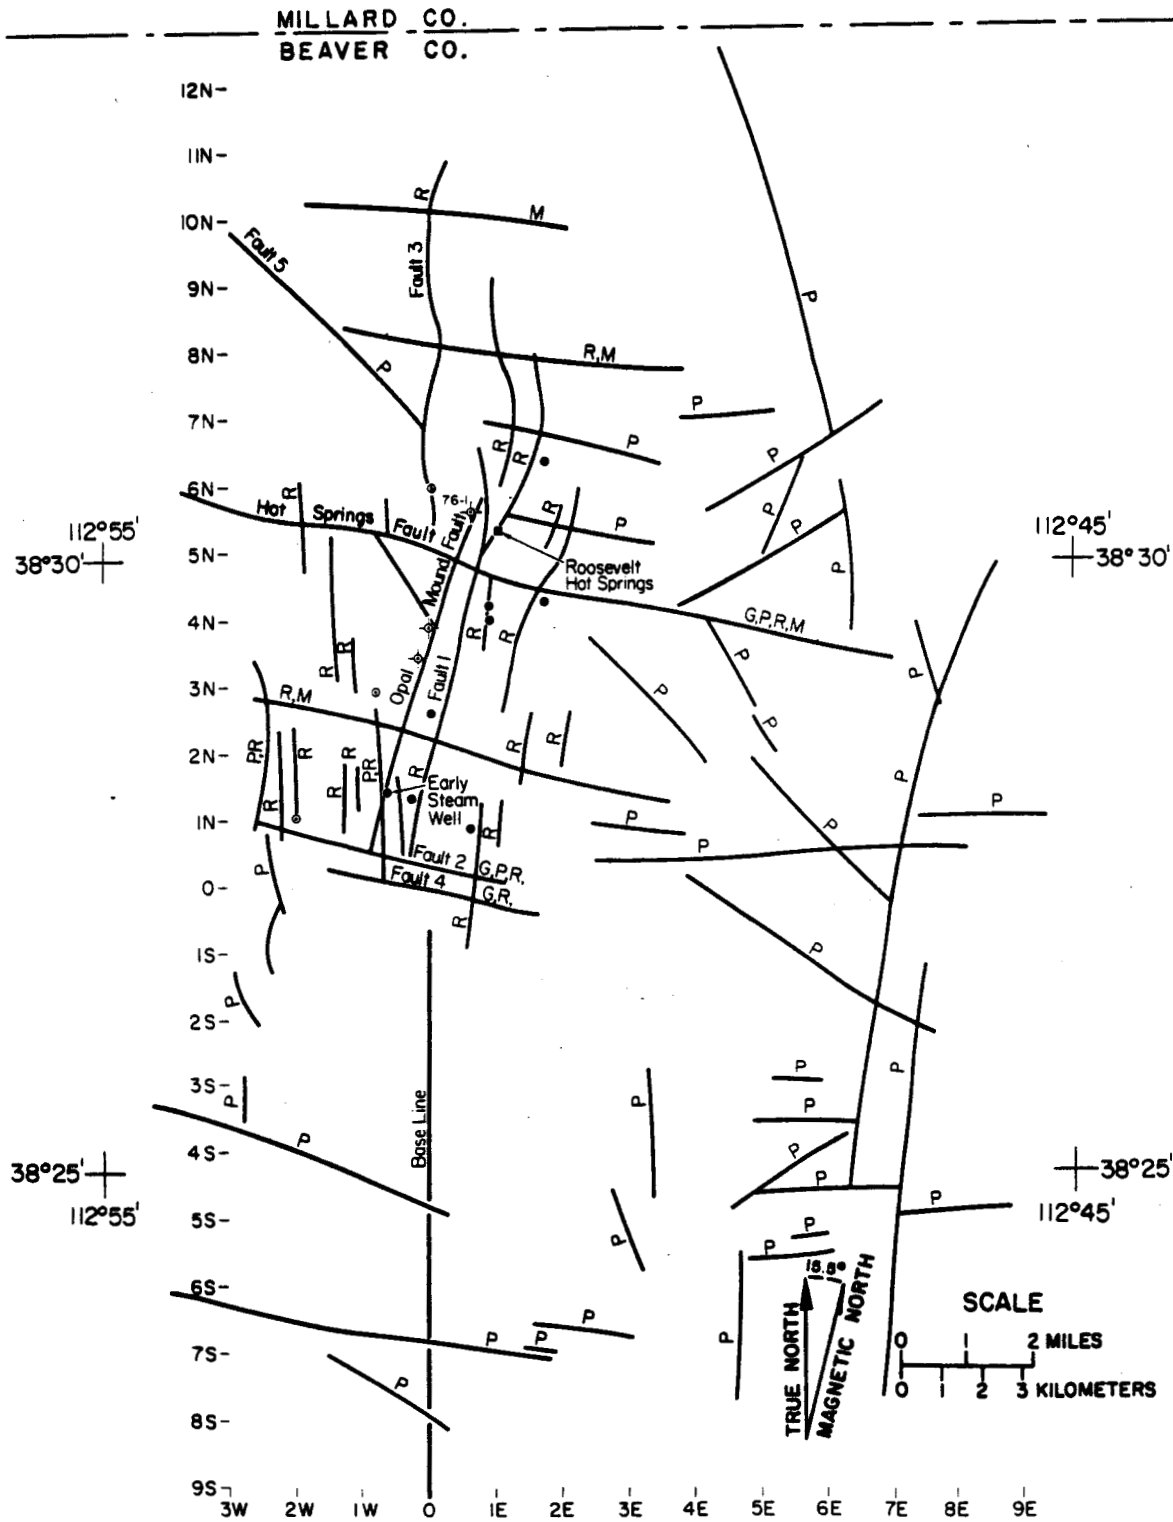 MILLARD CO.
BEAVER CO.
12N
11N
10N
9N
8N
7N
6N
5N
4N
3N
2N
1N
0
1S
2S
3S
4S
5S
6S
7S
8S
9S
3W 2W 1W 0 1E 2E 3E 4E 5E 6E 7E 8E 9E
R
M
Fault 5
Fault 3
P
P
R,M
P
P
R
R
P
P
P
R
76-1
R
P
Hot Springs Fault
112°55'
38°30'
112°45'
38°30'
P
Roosevelt
Hot Springs
Opal Mound Fault
Fault 1
G,P,R,M
R
R
R
R
P
P
P
P
R,M
P,R
R
R
R
R
P,R
R
R
R
P
Early
Steam
Well
R
R
P
P
P
P
Fault 2
G,P,R,
Fault 4
G,R,
R
P
P
P
P
P
P
P
P
P
P
P
Base Line
38°25'
112°55'
38°25'
112°45'
P
P
P
P
P
P
P
P
P
P
15.5°
TRUE NORTH
MAGNETIC NORTH
SCALE
0 1 2 MILES
0 1 2 3 KILOMETERS